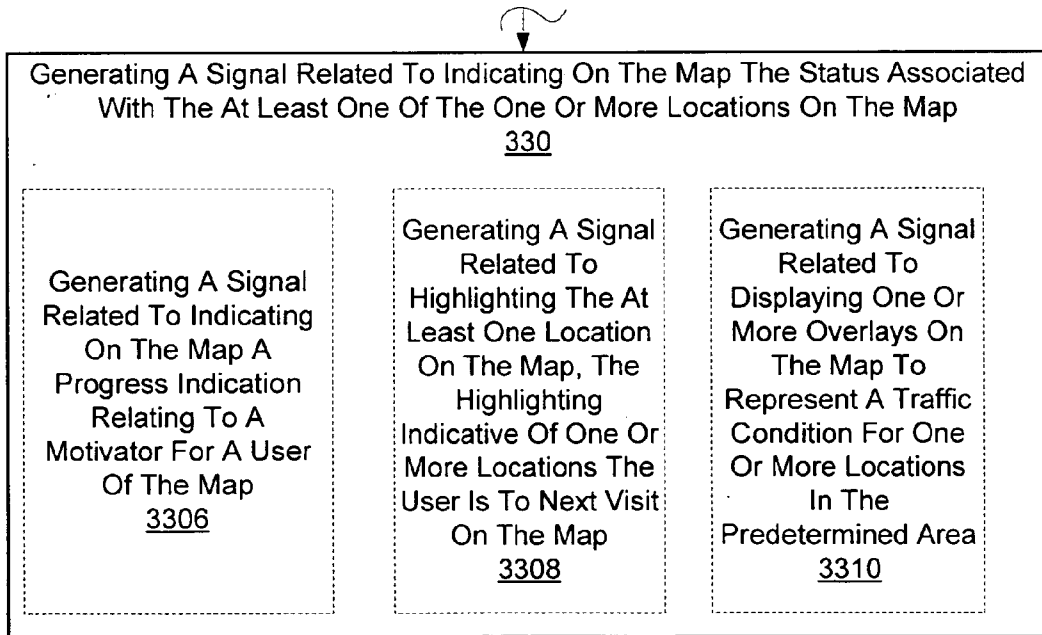 Generating A Signal Related To Indicating On The Map The Status Associated
With The At Least One Of The One Or More Locations On The Map
330
Generating A Signal
Related To Indicating
On The Map A
Progress Indication
Relating To A
Motivator For A User
Of The Map
3306
Generating A Signal
Related To
Highlighting The At
Least One Location
On The Map, The
Highlighting
Indicative Of One Or
More Locations The
User Is To Next Visit
On The Map
3308
Generating A Signal
Related To
Displaying One Or
More Overlays On
The Map To
Represent A Traffic
Condition For One
Or More Locations
In The
Predetermined Area
3310